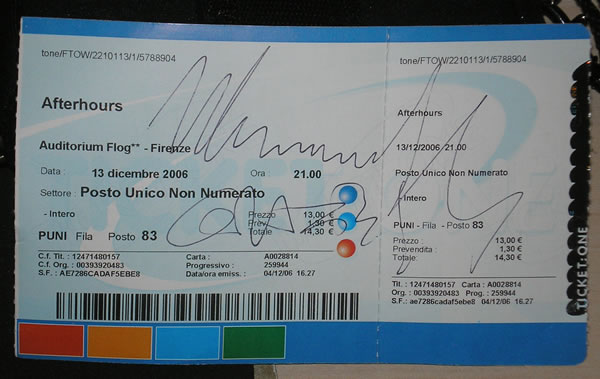 tone/FTOW/2210113/1/5788904
Afterhours
Auditorium Flog** - Firenze
Data : 13 dicembre 2006 Ora : 21.00
Settore : Posto Unico Non Numerato
- Intero
Prezzo : 13,00 €
Prev. : 1,30 €
Totale : 14,30 €
PUNI Fila Posto 83
C.f. Tit. : 12471480157 Carta : A0028814
C.f. Org. : 00393920483 Progressivo : 259944
S.F. : AE7286CADAF5EBE8 Data/ora emiss. : 04/12/06 16.27
tone/FTOW/2210113/1/5788904
Afterhours
13/12/2006 21.00
Posto Unico Non Numerato
- Intero
PUNI - Fila - Posto 83
Prezzo : 13,00 €
Prevendita : 1,30 €
Totale: 14,30 €
Tit. : 12471480157 Carta : A0028814
Org. : 00393920483 Prog. : 259944
S.F.: ae7286cadaf5ebe8 04/12/06 16.27
TICKET:ONE